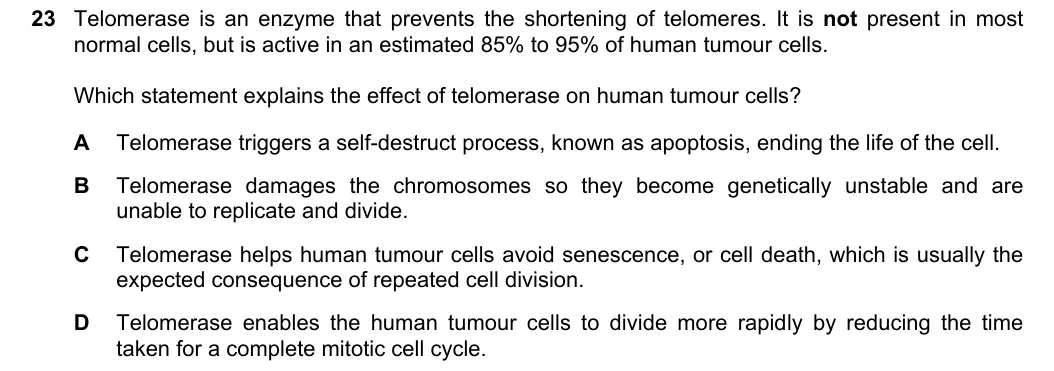 23 Telomerase is an enzyme that prevents the shortening of telomeres. It is not present in most
normal cells, but is active in an estimated 85% to 95% of human tumour cells.
Which statement explains the effect of telomerase on human tumour cells?
A Telomerase triggers a self-destruct process, known as apoptosis, ending the life of the cell.
B Telomerase damages the chromosomes so they become genetically unstable and are
unable to replicate and divide.
C Telomerase helps human tumour cells avoid senescence, or cell death, which is usually the
expected consequence of repeated cell division.
D Telomerase enables the human tumour cells to divide more rapidly by reducing the time
taken for a complete mitotic cell cycle.